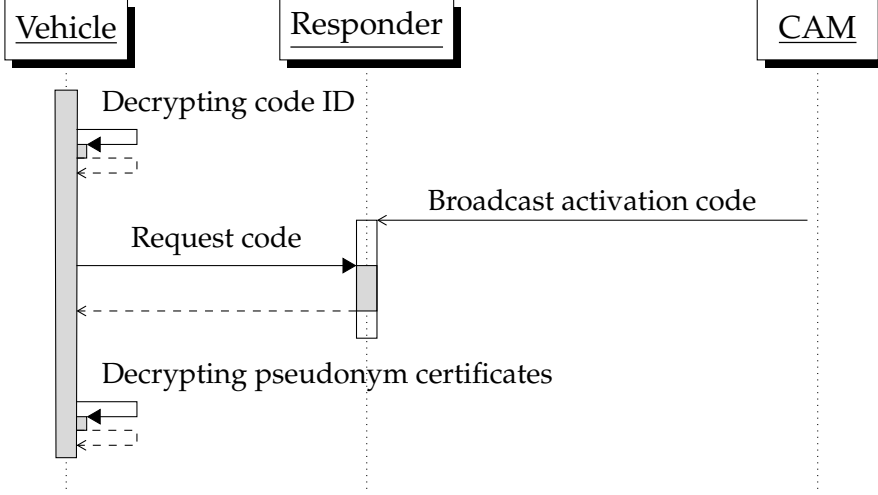 Vehicle
Responder
CAM
Decrypting code ID
Broadcast activation code
Request code
Decrypting pseudonym certificates